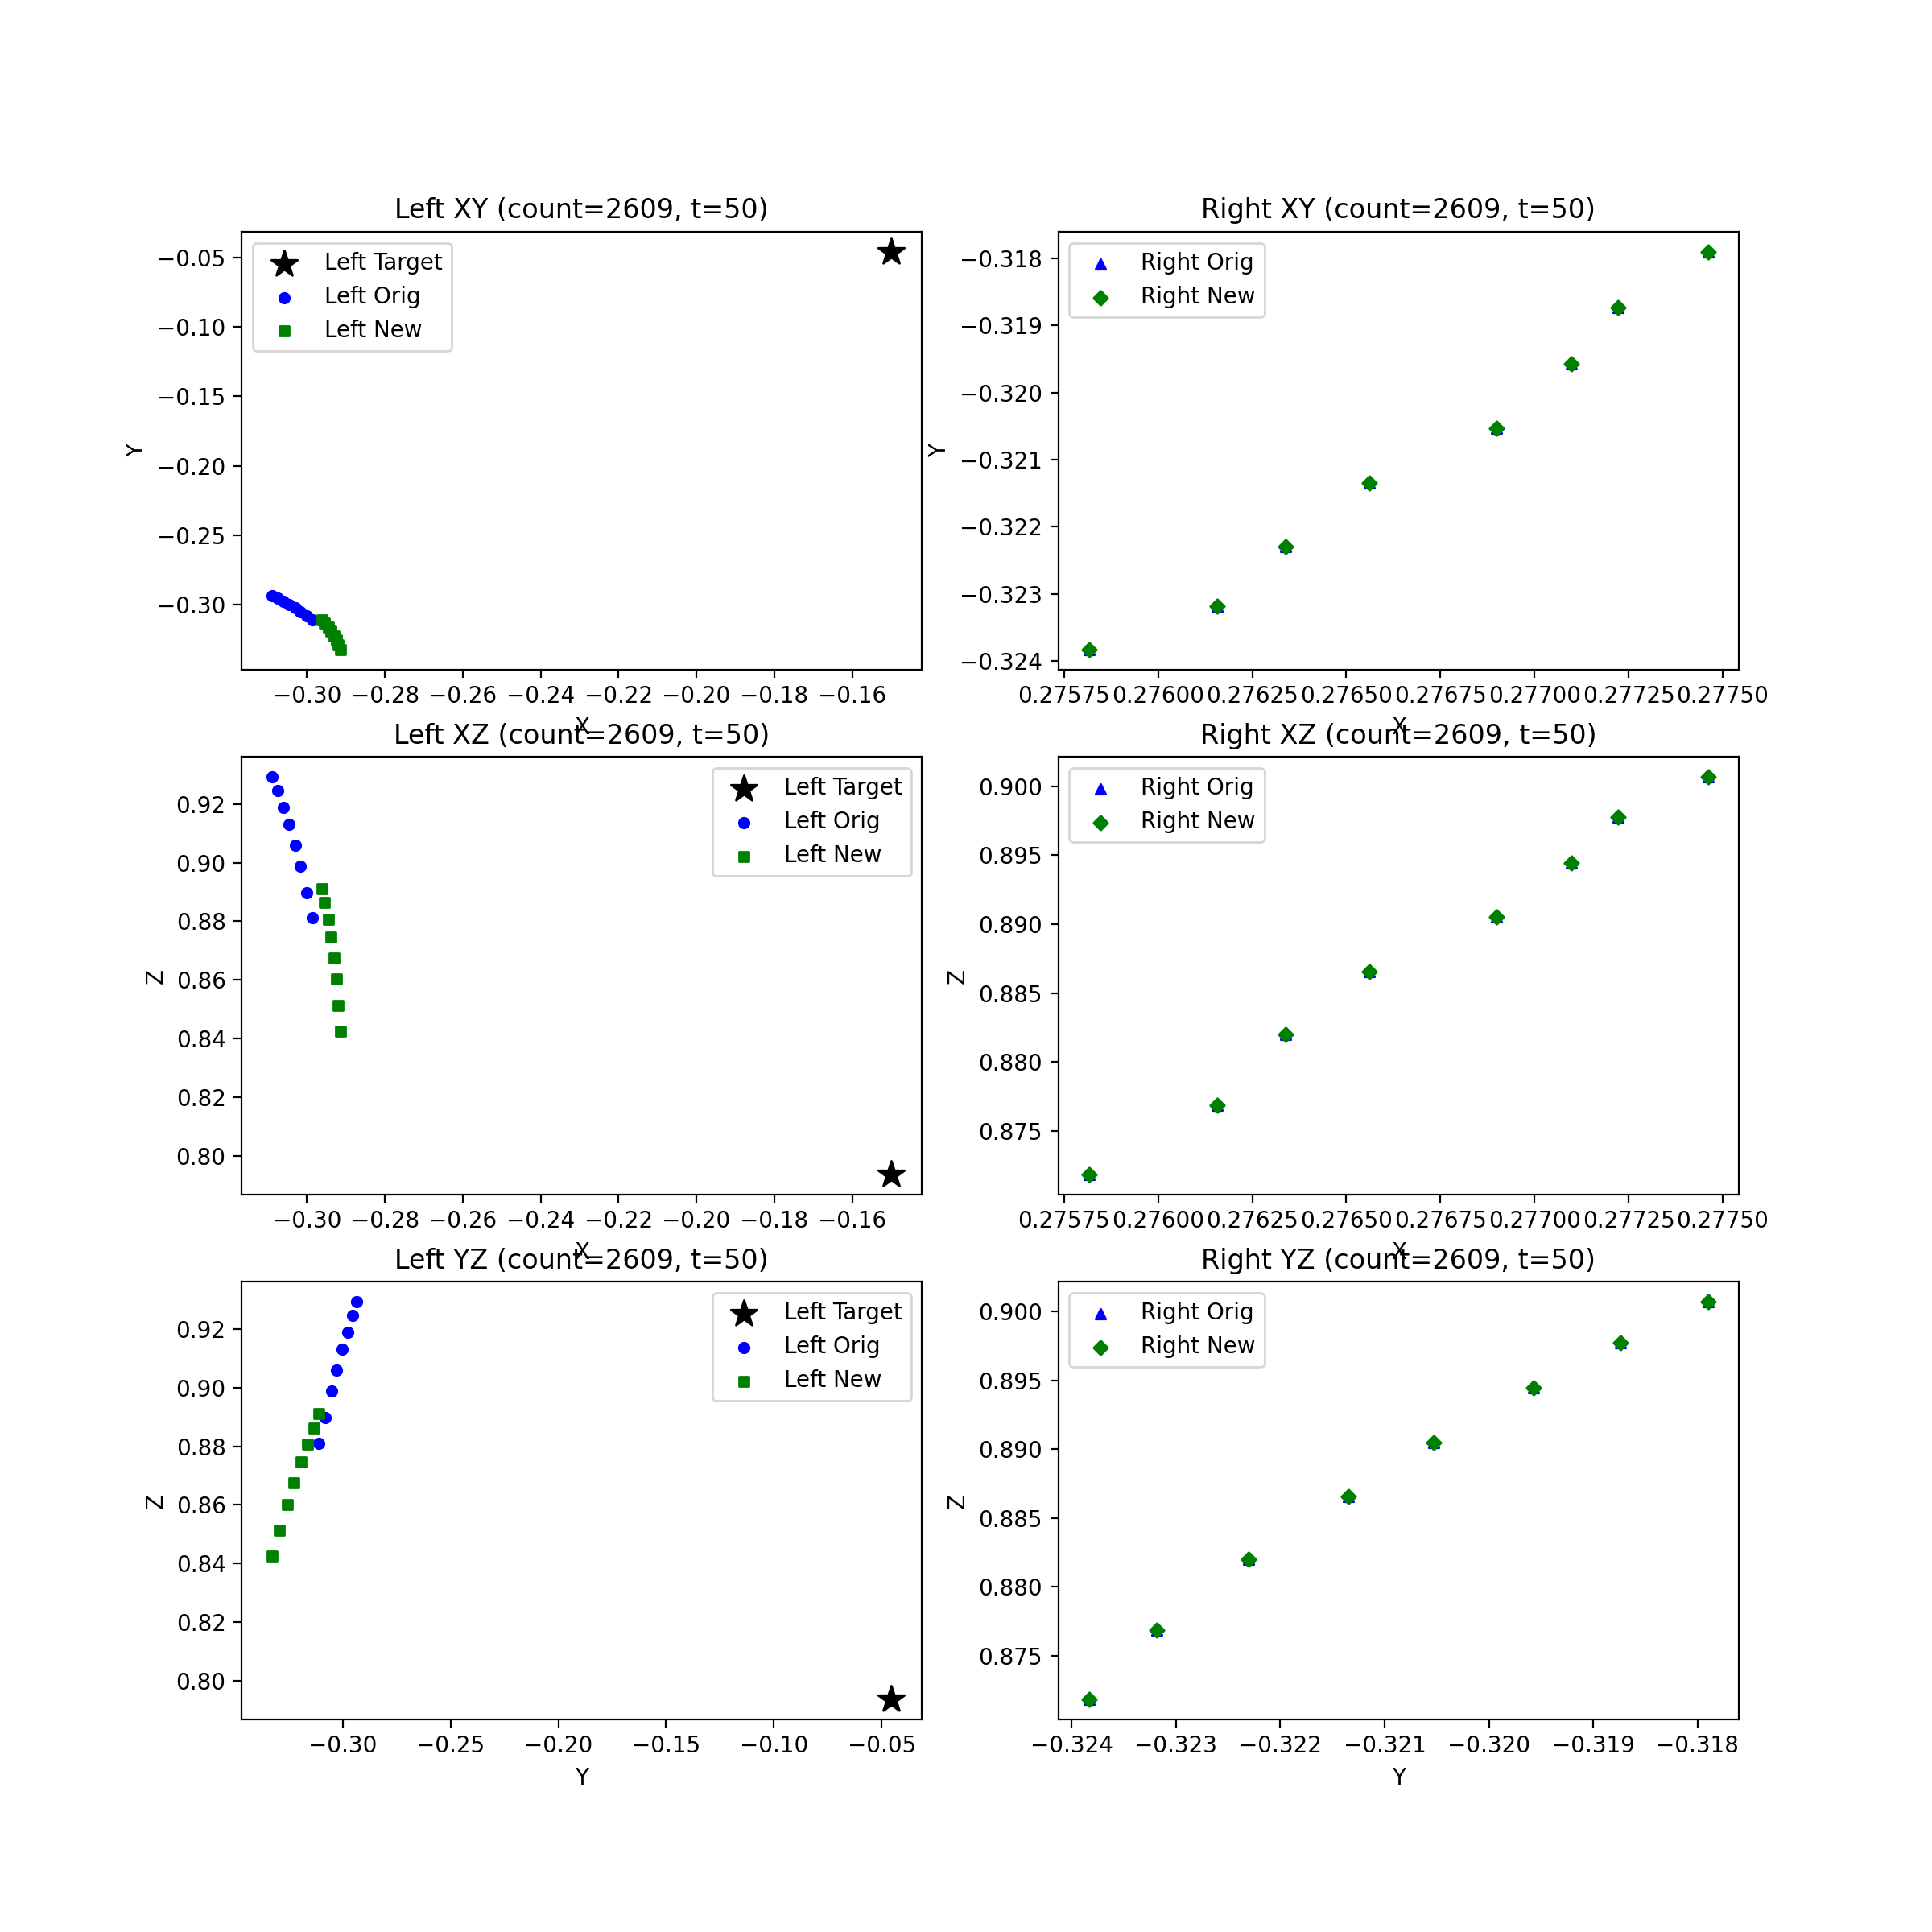 Left XY (count=2609, t=50)
Left Target
Left Orig
Left New
−0.05
−0.10
−0.15
−0.20
−0.25
−0.30
Y
−0.30 −0.28 −0.26 −0.24 −0.22 −0.20 −0.18 −0.16
X
Right XY (count=2609, t=50)
Right Orig
Right New
−0.318
−0.319
−0.320
−0.321
−0.322
−0.323
−0.324
Y
0.27575 0.27600 0.27625 0.27650 0.27675 0.27700 0.27725 0.27750
X
Left XZ (count=2609, t=50)
Left Target
Left Orig
Left New
0.92
0.90
0.88
0.86
0.84
0.82
0.80
Z
−0.30 −0.28 −0.26 −0.24 −0.22 −0.20 −0.18 −0.16
X
Right XZ (count=2609, t=50)
Right Orig
Right New
0.900
0.895
0.890
0.885
0.880
0.875
Z
0.27575 0.27600 0.27625 0.27650 0.27675 0.27700 0.27725 0.27750
X
Left YZ (count=2609, t=50)
Left Target
Left Orig
Left New
0.92
0.90
0.88
0.86
0.84
0.82
0.80
Z
−0.30 −0.25 −0.20 −0.15 −0.10 −0.05
Y
Right YZ (count=2609, t=50)
Right Orig
Right New
0.900
0.895
0.890
0.885
0.880
0.875
Z
−0.324 −0.323 −0.322 −0.321 −0.320 −0.319 −0.318
Y